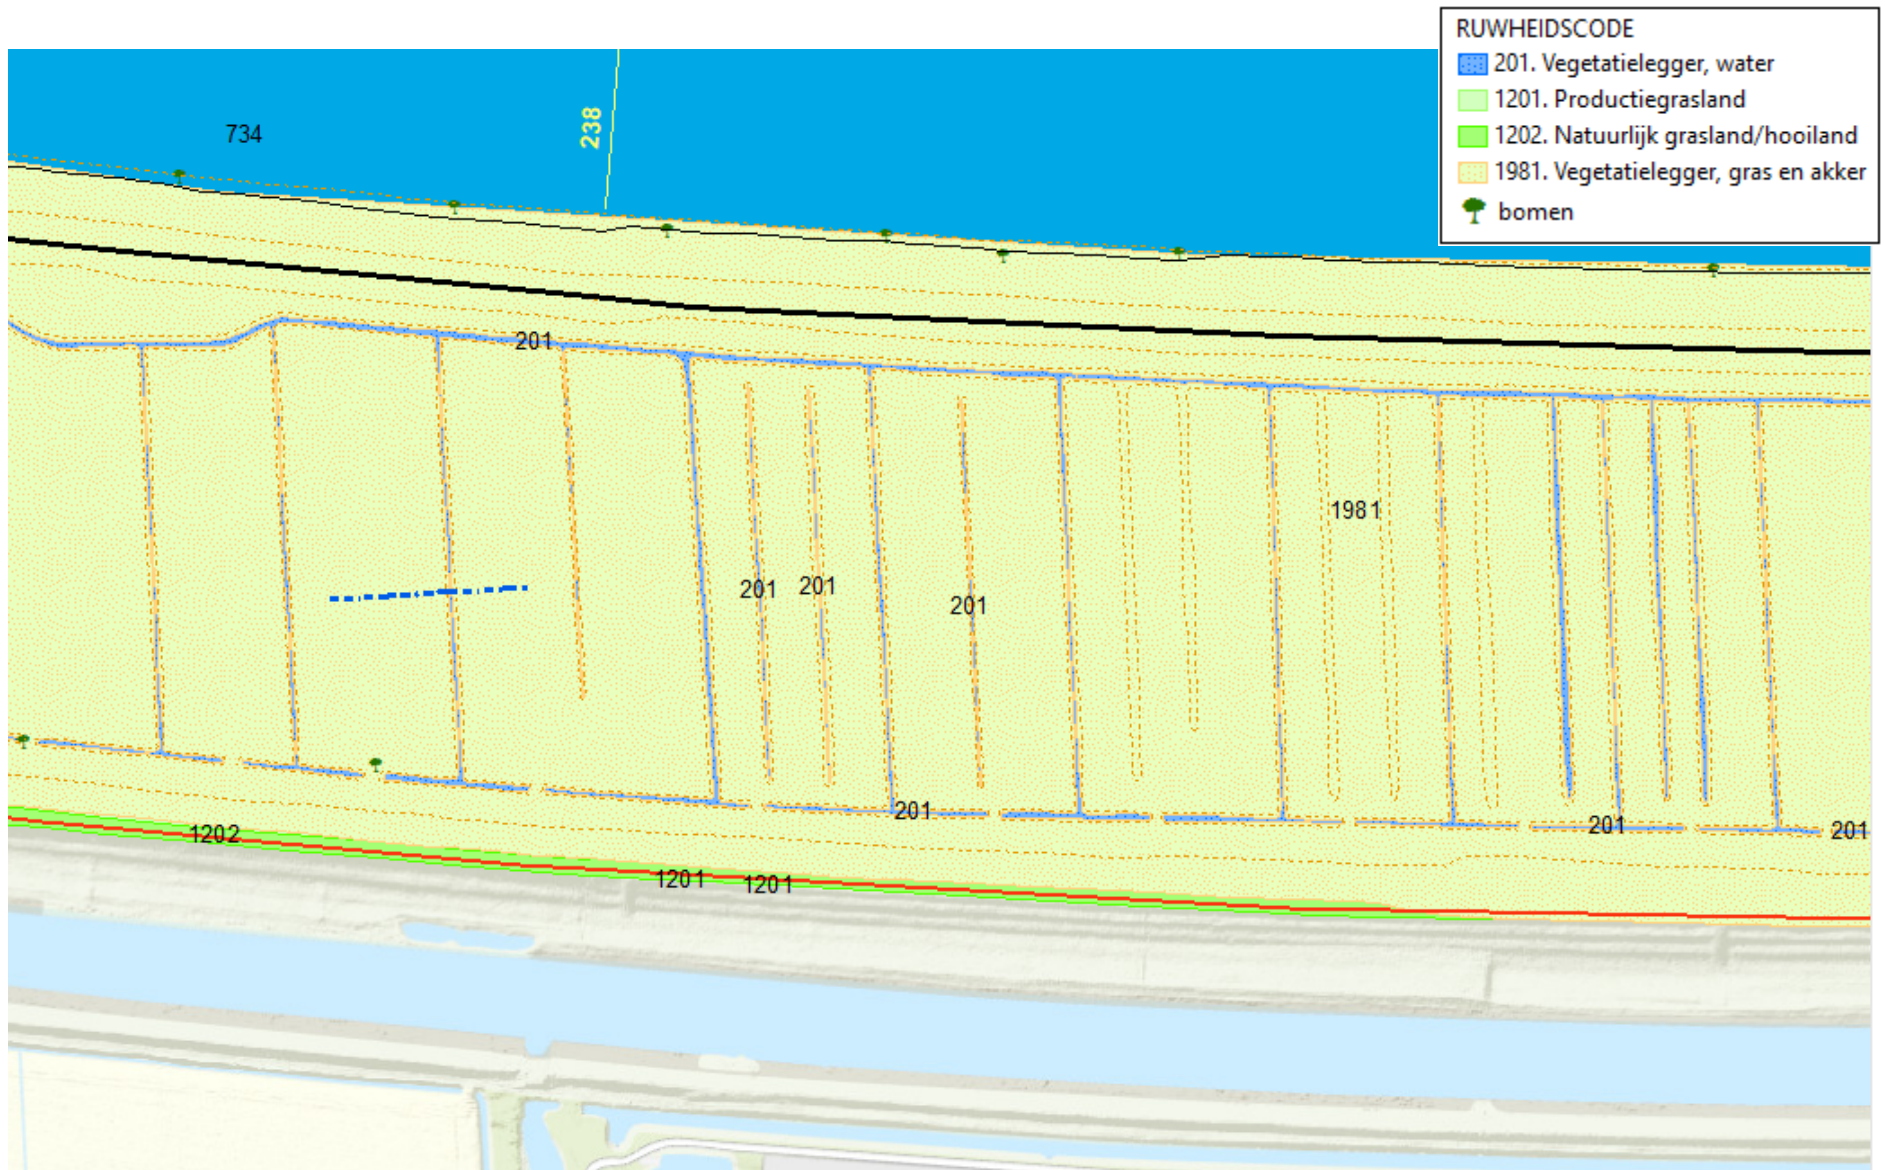 RUWHEIDSCODE
201. Vegetatielegger, water
1201. Productiegrasland
1202. Natuurlijk grasland/hooiland
1981. Vegetatielegger, gras en akker
bomen
734
238
201
1981
201
201
201
201
201
201
1202
1201
1201